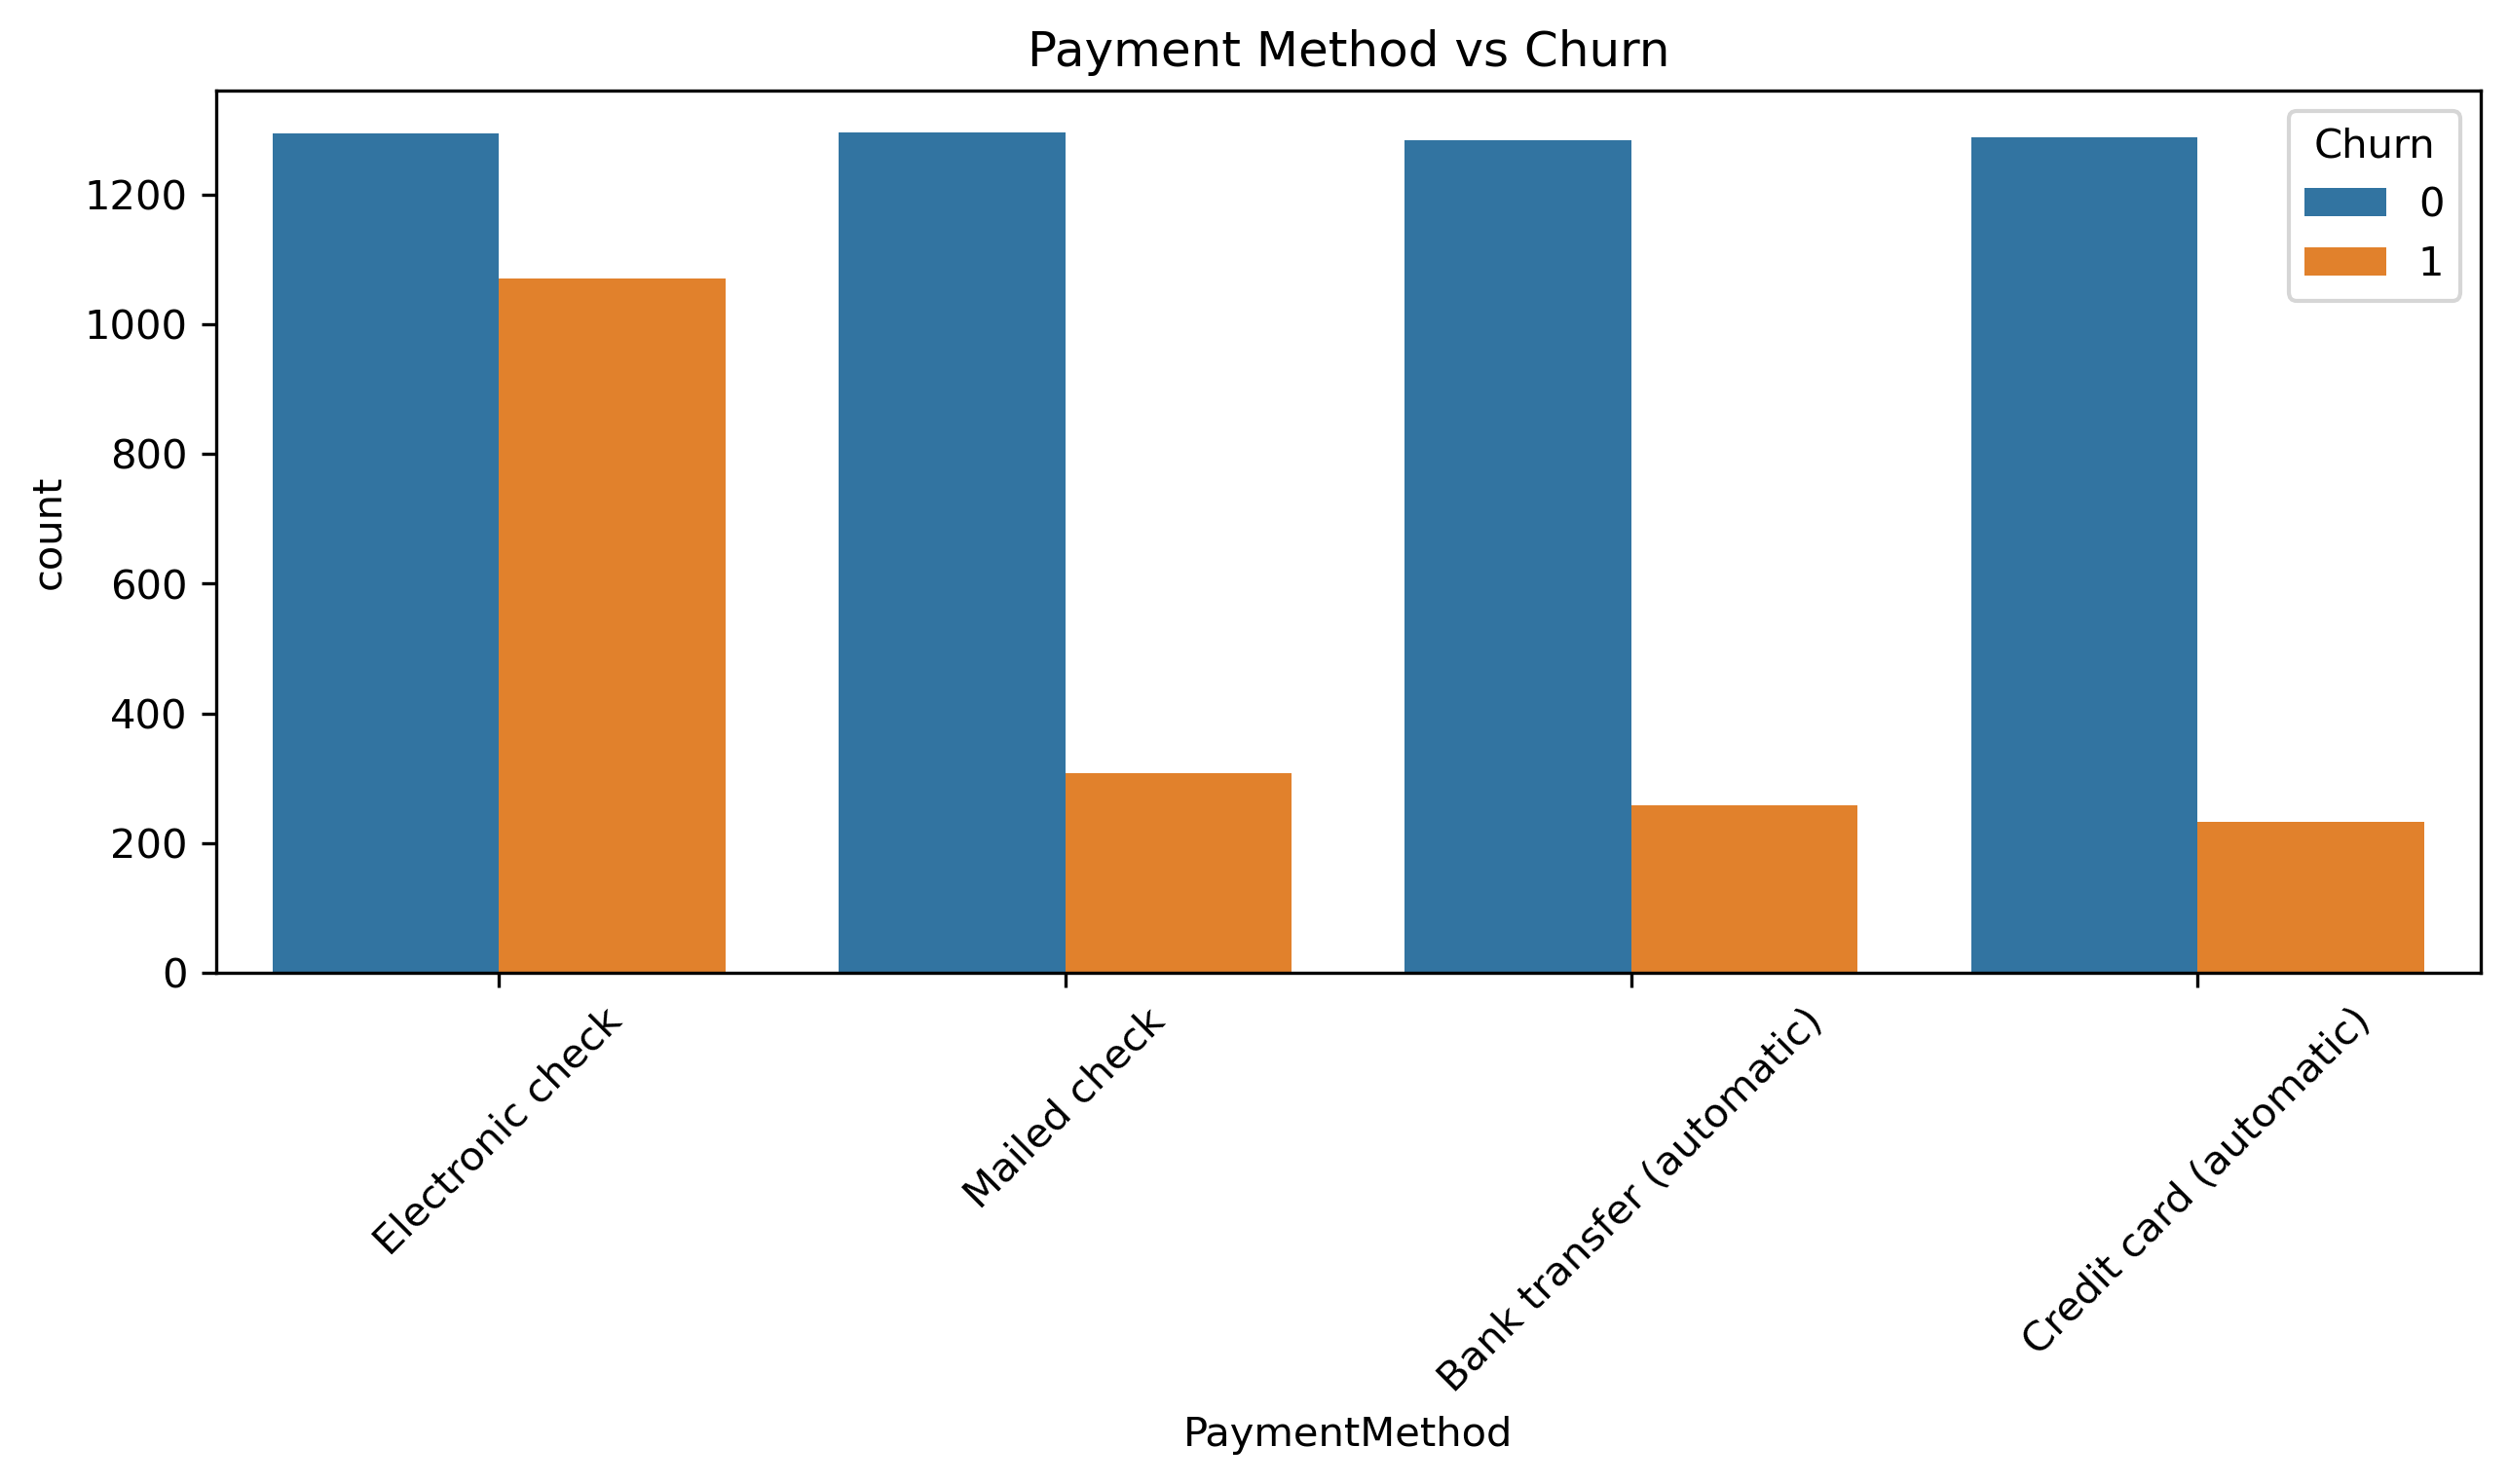 Payment Method vs Churn
Churn
0
1
1200
1000
800
600
400
200
0
count
Electronic check
Mailed check
Bank transfer (automatic)
Credit card (automatic)
PaymentMethod